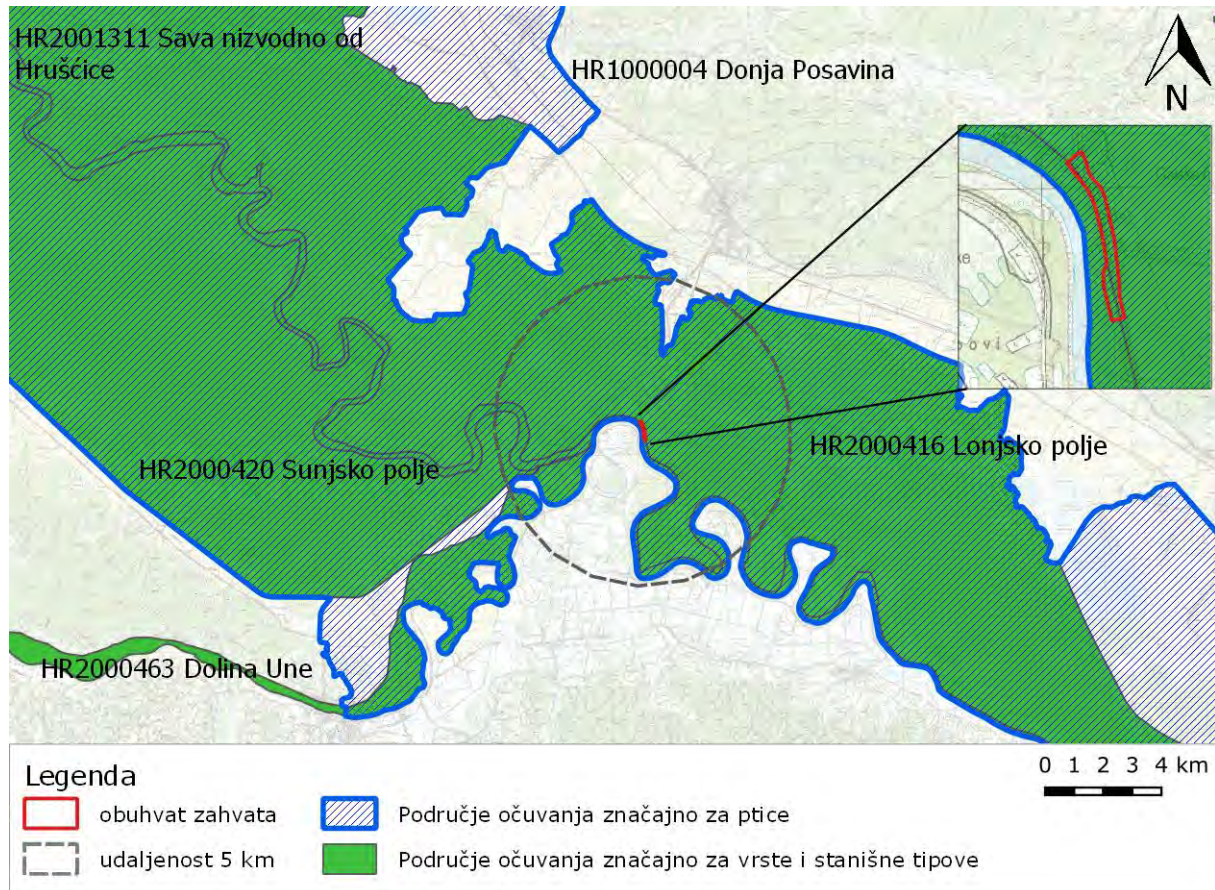 HR2001311 Sava nizvodno od
Hrušćice
HR1000004 Donja Posavina
N
HR2000420 Sunjsko polje
HR2000416 Lonjsko polje
HR2000463 Dolina Une
Legenda
obuhvat zahvata
udaljenost 5 km
Područje očuvanja značajno za ptice
Područje očuvanja značajno za vrste i stanišne tipove
0 1 2 3 4 km